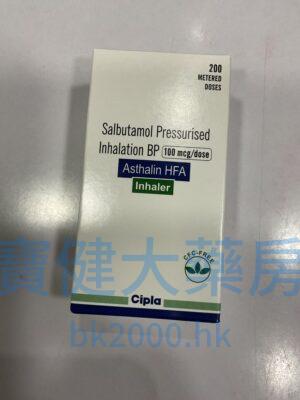 200
METERED
DOSES
Salbutamol Pressurised
Inhalation BP 100 mcg/dose
Asthalin HFA
Inhaler
CFC-FREE
寶健大藥房
Cipla
bk2000.hk